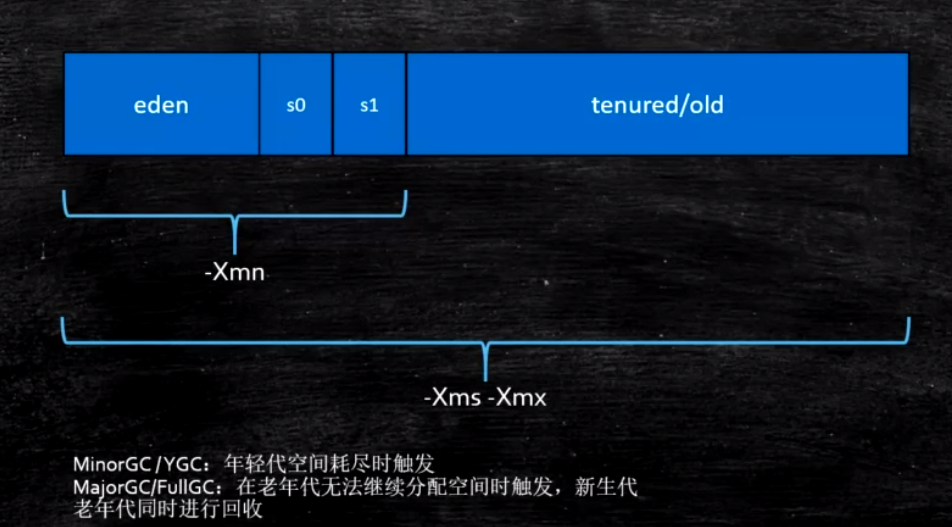 eden
s0
s1
tenured/old
-Xmn
-Xms -Xmx
MinorGC/YGC：年轻代空间耗尽时触发
MajorGC/FullGC：在老年代无法继续分配空间时触发，新生代
老年代同时进行回收